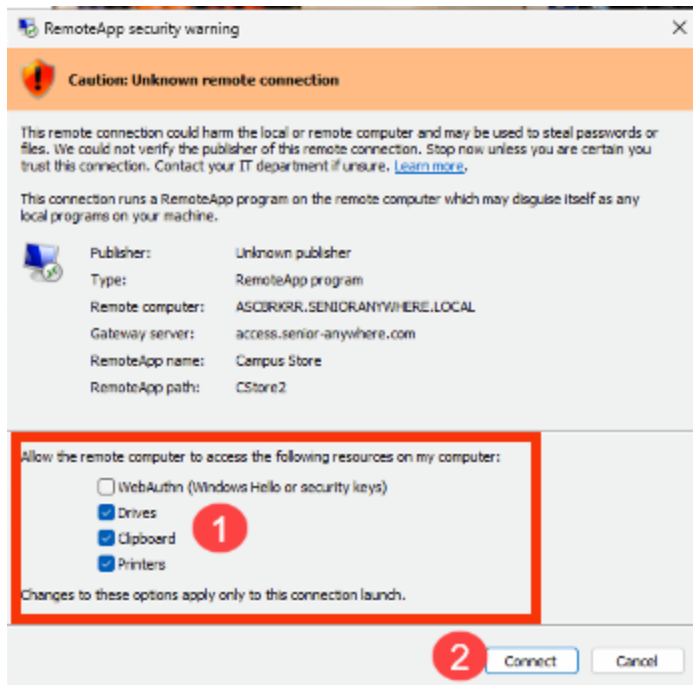 RemoteApp security warning
Caution: Unknown remote connection
This remote connection could harm the local or remote computer and may be used to steal passwords or
files. We could not verify the publisher of this remote connection. Stop now unless you are certain you
trust this connection. Contact your IT department if unsure. Learn more.
This connection runs a RemoteApp program on the remote computer which may disguise itself as any
local programs on your machine.
Publisher: Unknown publisher
Type: RemoteApp program
Remote computer: ASCBRKRR.SENIORANYWHERE.LOCAL
Gateway server: access.senior-anywhere.com
RemoteApp name: Campus Store
RemoteApp path: CStore2
Allow the remote computer to access the following resources on my computer:
WebAuthn (Windows Hello or security keys)
Drives
1
Clipboard
Printers
Changes to these options apply only to this connection launch.
2 Connect Cancel